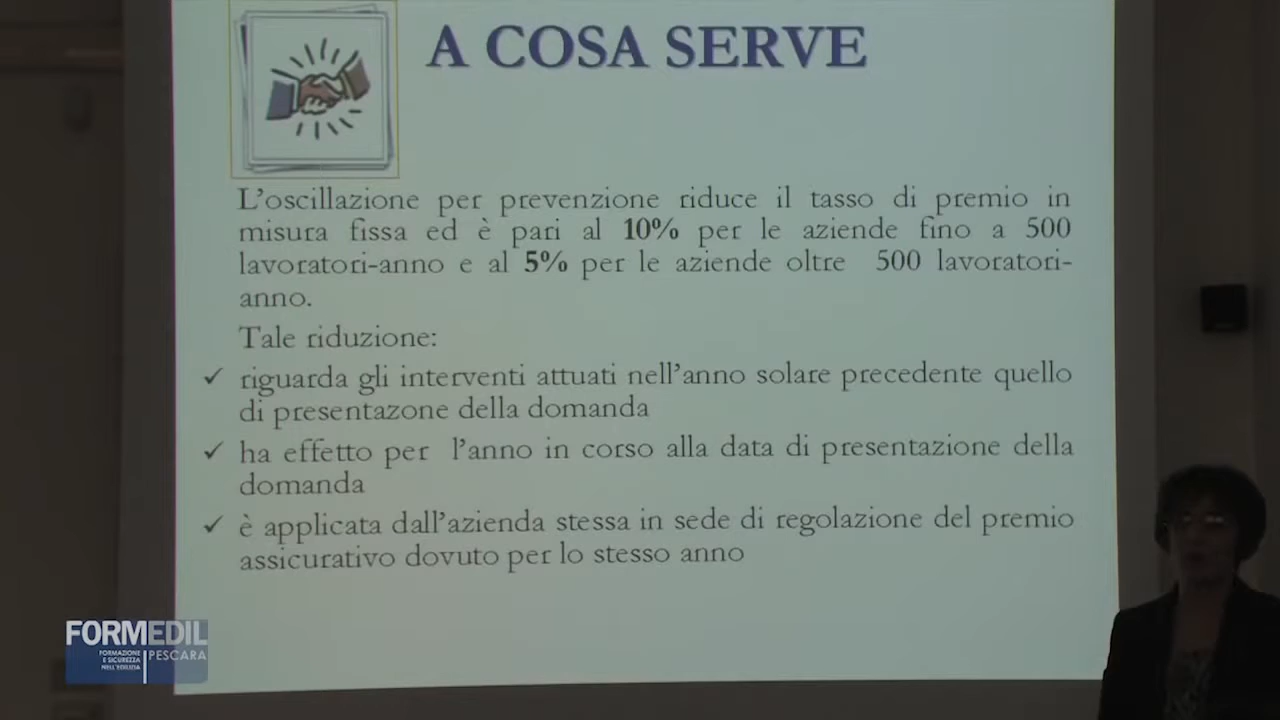 A COSA SERVE
L'oscillazione per prevenzione riduce il tasso di premio in
misura fissa ed è pari al 10% per le aziende fino a 500
lavoratori-anno e al 5% per le aziende oltre 500 lavoratori-
anno.
Tale riduzione:
✓ riguarda gli interventi attuati nell'anno solare precedente quello
di presentazone della domanda
✓ ha effetto per l'anno in corso alla data di presentazione della
domanda
✓ è applicata dall'azienda stessa in sede di regolazione del premio
assicurativo dovuto per lo stesso anno
FORMEDIL
FORMAZIONE
E SICUREZZA
NELL'EDILIZIA
PESCARA